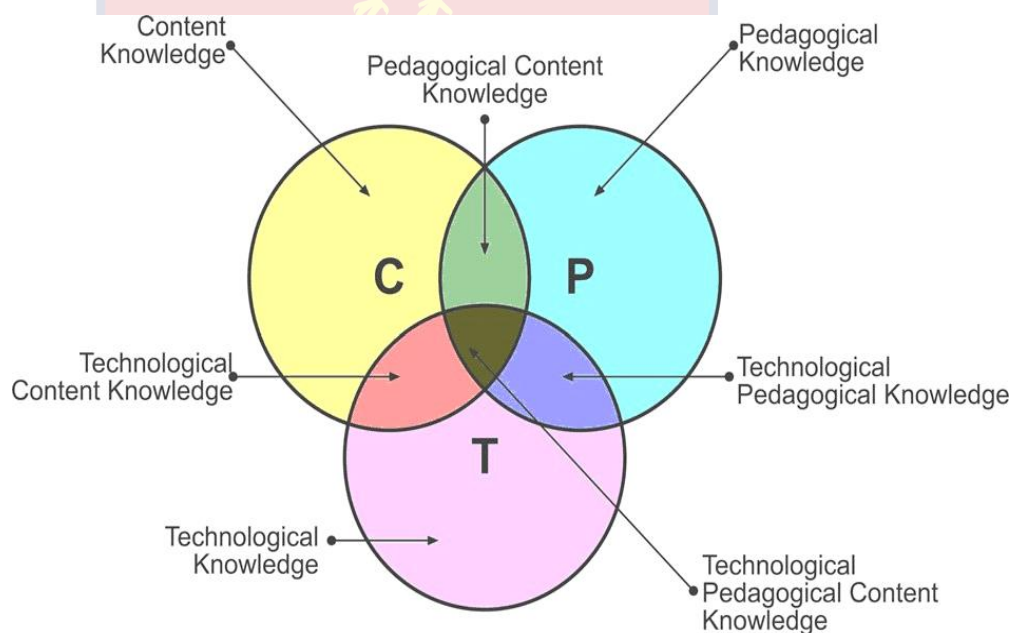 Content
Knowledge
Pedagogical Content
Knowledge
Pedagogical
Knowledge
C
P
Technological
Content Knowledge
Technological
Pedagogical Knowledge
T
Technological
Knowledge
Technological
Pedagogical Content
Knowledge